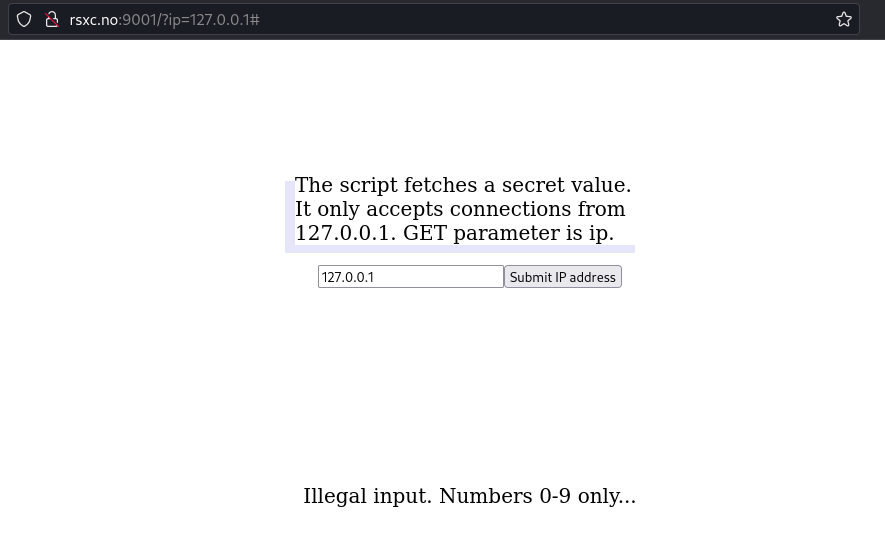 rsxc.no:9001/?ip=127.0.0.1#
The script fetches a secret value.
It only accepts connections from
127.0.0.1. GET parameter is ip.
127.0.0.1 Submit IP address
Illegal input. Numbers 0-9 only...